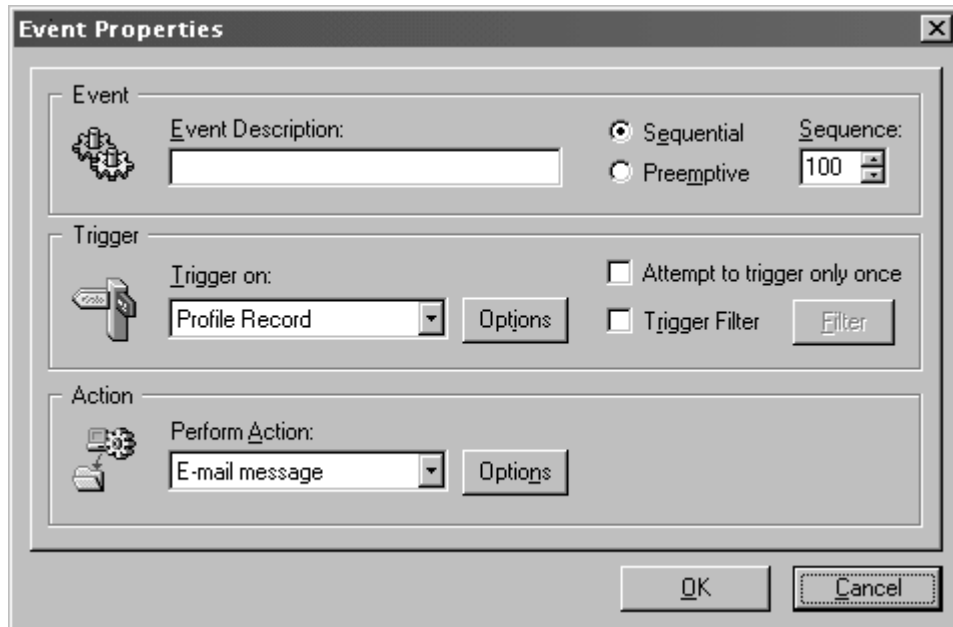 Event Properties
Event
Event Description:
Sequential
Preemptive
Sequence:
100
Trigger
Trigger on:
Profile Record
Options
Attempt to trigger only once
Trigger Filter
Filter
Action
Perform Action:
E-mail message
Options
OK
Cancel